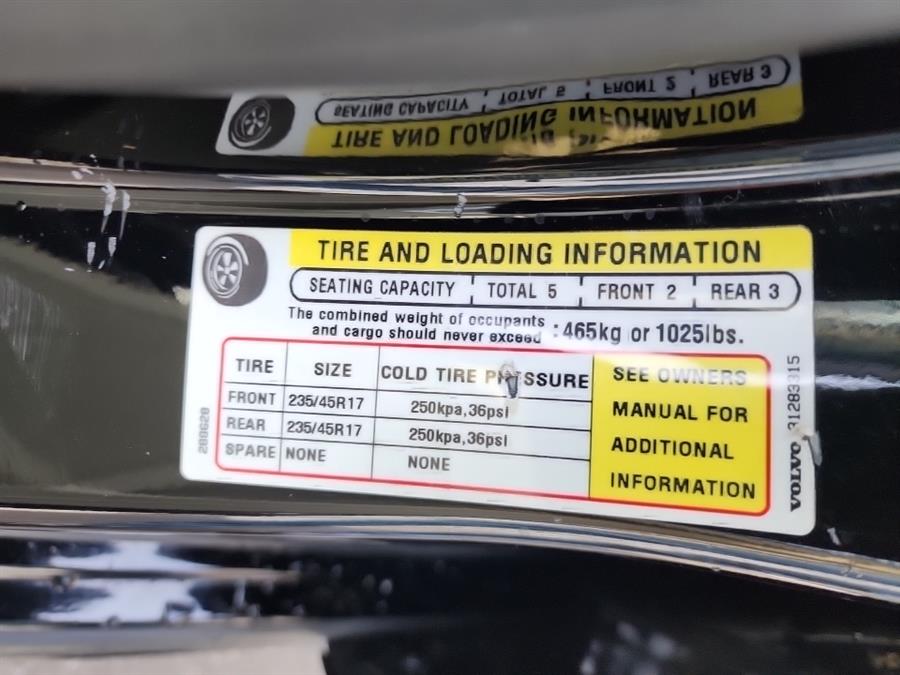 SEATING CAPACITY TOTAL 5 FRONT 2 REAR 3
TIRE AND LOADING INFORMATION
TIRE AND LOADING INFORMATION
SEATING CAPACITY TOTAL 5 FRONT 2 REAR 3
The combined weight of occupants
and cargo should never exceed : 465kg or 1025lbs.
TIRE SIZE COLD TIRE PRESSURE
FRONT 235/45R17 250kpa,36psi
REAR 235/45R17 250kpa,36psi
SPARE NONE NONE
SEE OWNERS
MANUAL FOR
ADDITIONAL
INFORMATION
VOLVO 31283315